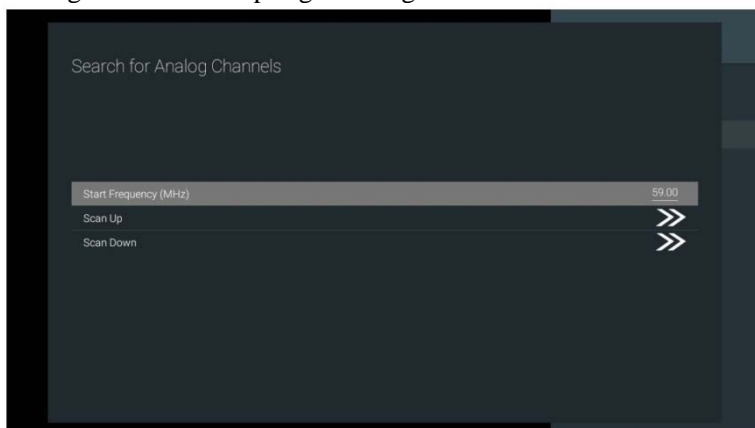 Search for Analog Channels
Start Frequency (MHz) 59.00
Scan Up
Scan Down